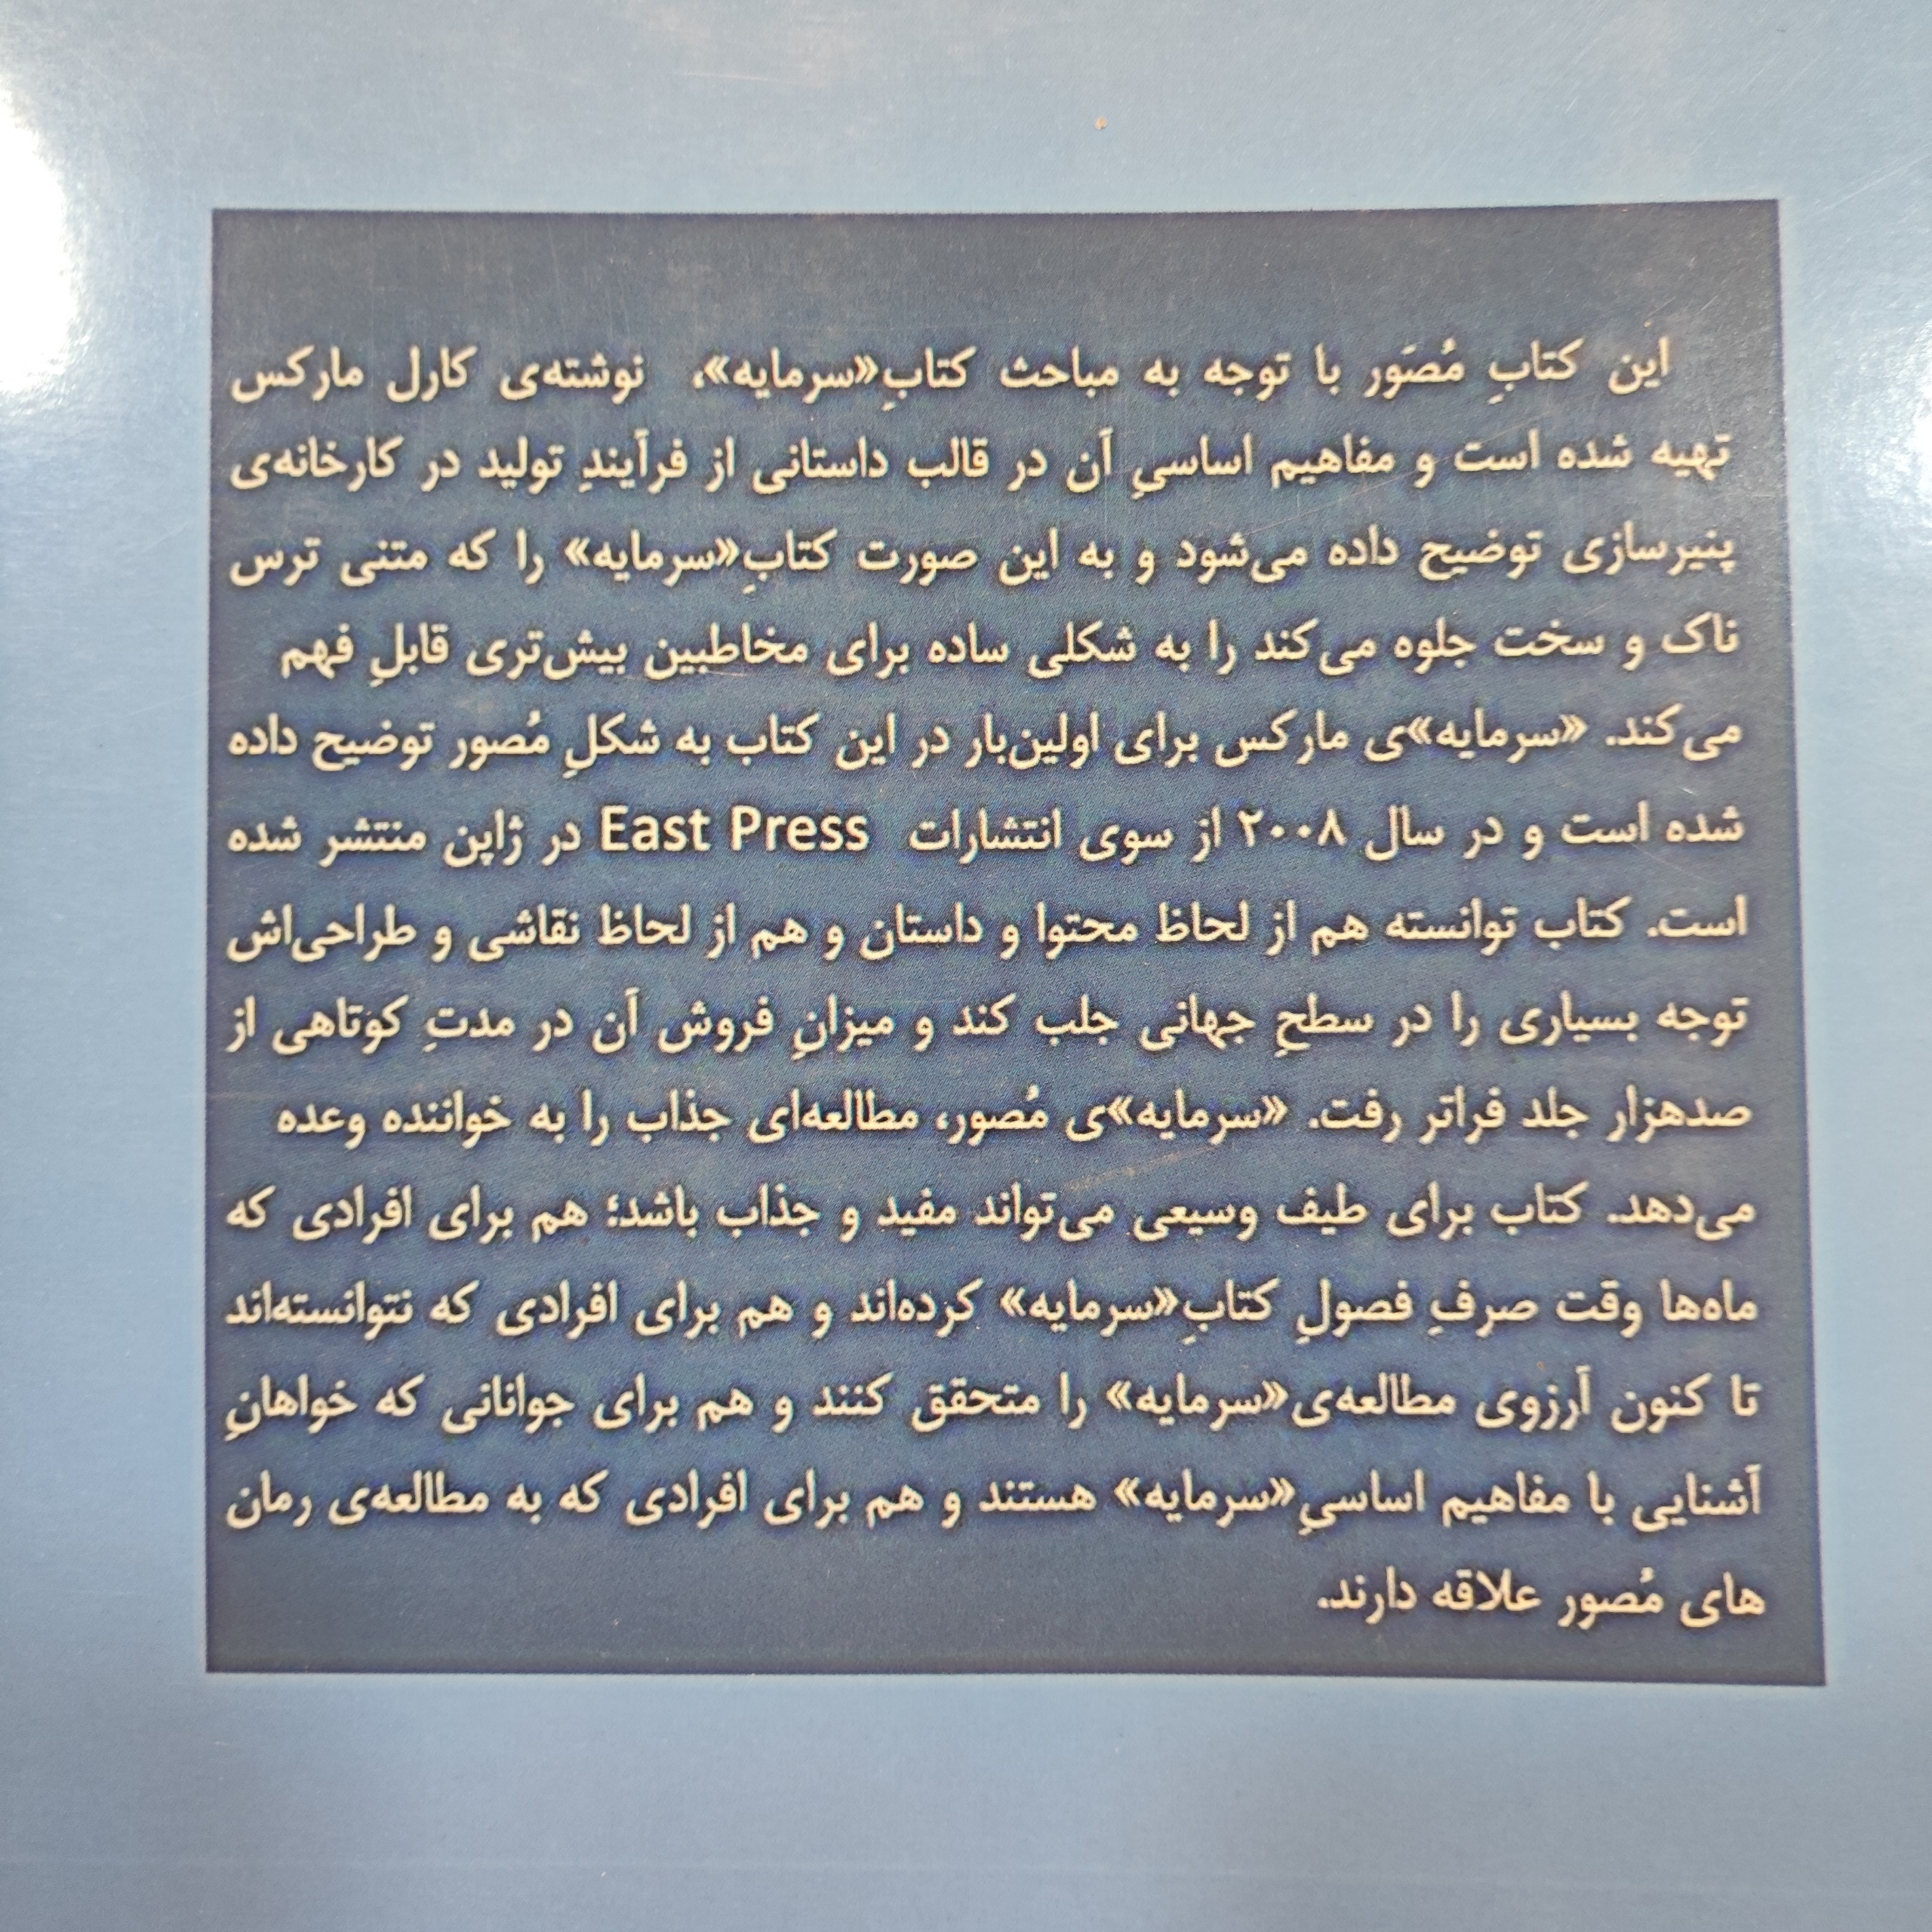 این کتابِ مُصَور با توجه به مباحث کتابِ«سرمایه»، نوشته‌ی کارل مارکس
تهیه شده است و مفاهیم اساسیِ آن در قالب داستانی از فرآیندِ تولید در کارخانه‌ی
پنیرسازی توضیح داده می‌شود و به این صورت کتابِ«سرمایه» را که متنی ترس
ناک و سخت جلوه می‌کند را به شکلی ساده برای مخاطبین بیش‌تری قابلِ فهم
می‌کند. «سرمایه»ی مارکس برای اولین‌بار در این کتاب به شکلِ مُصور توضیح داده
شده است و در سال ۲۰۰۸ از سوی انتشارات East Press در ژاپن منتشر شده
است. کتاب توانسته هم از لحاظ محتوا و داستان و هم از لحاظ نقاشی و طراحی‌اش
توجه بسیاری را در سطحِ جهانی جلب کند و میزانِ فروش آن در مدتِ کوتاهی از
صدهزار جلد فراتر رفت. «سرمایه»ی مُصور، مطالعه‌ای جذاب را به خواننده وعده
می‌دهد. کتاب برای طیف وسیعی می‌تواند مفید و جذاب باشد؛ هم برای افرادی که
ماه‌ها وقت صرفِ فصولِ کتابِ«سرمایه» کرده‌اند و هم برای افرادی که نتوانسته‌اند
تا کنون آرزوی مطالعه‌ی«سرمایه» را متحقق کنند و هم برای جوانانی که خواهانِ
آشنایی با مفاهیم اساسیِ«سرمایه» هستند و هم برای افرادی که به مطالعه‌ی رمان
های مُصور علاقه دارند.